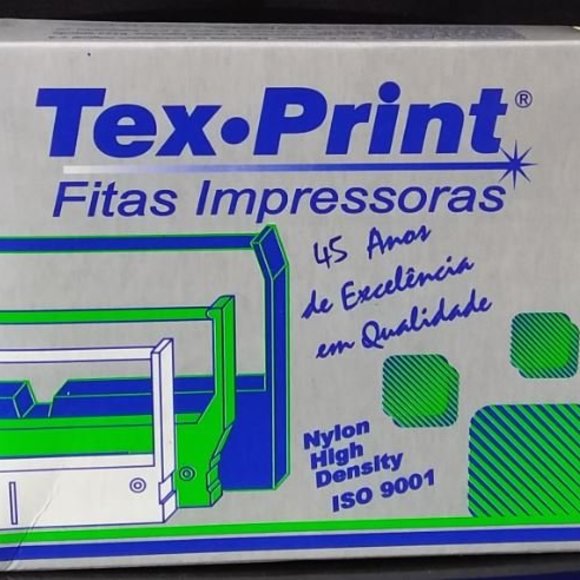 Tex•Print®
Fitas Impressoras
45 Anos
de Excelência
em Qualidade
Nylon
High
Density
ISO 9001